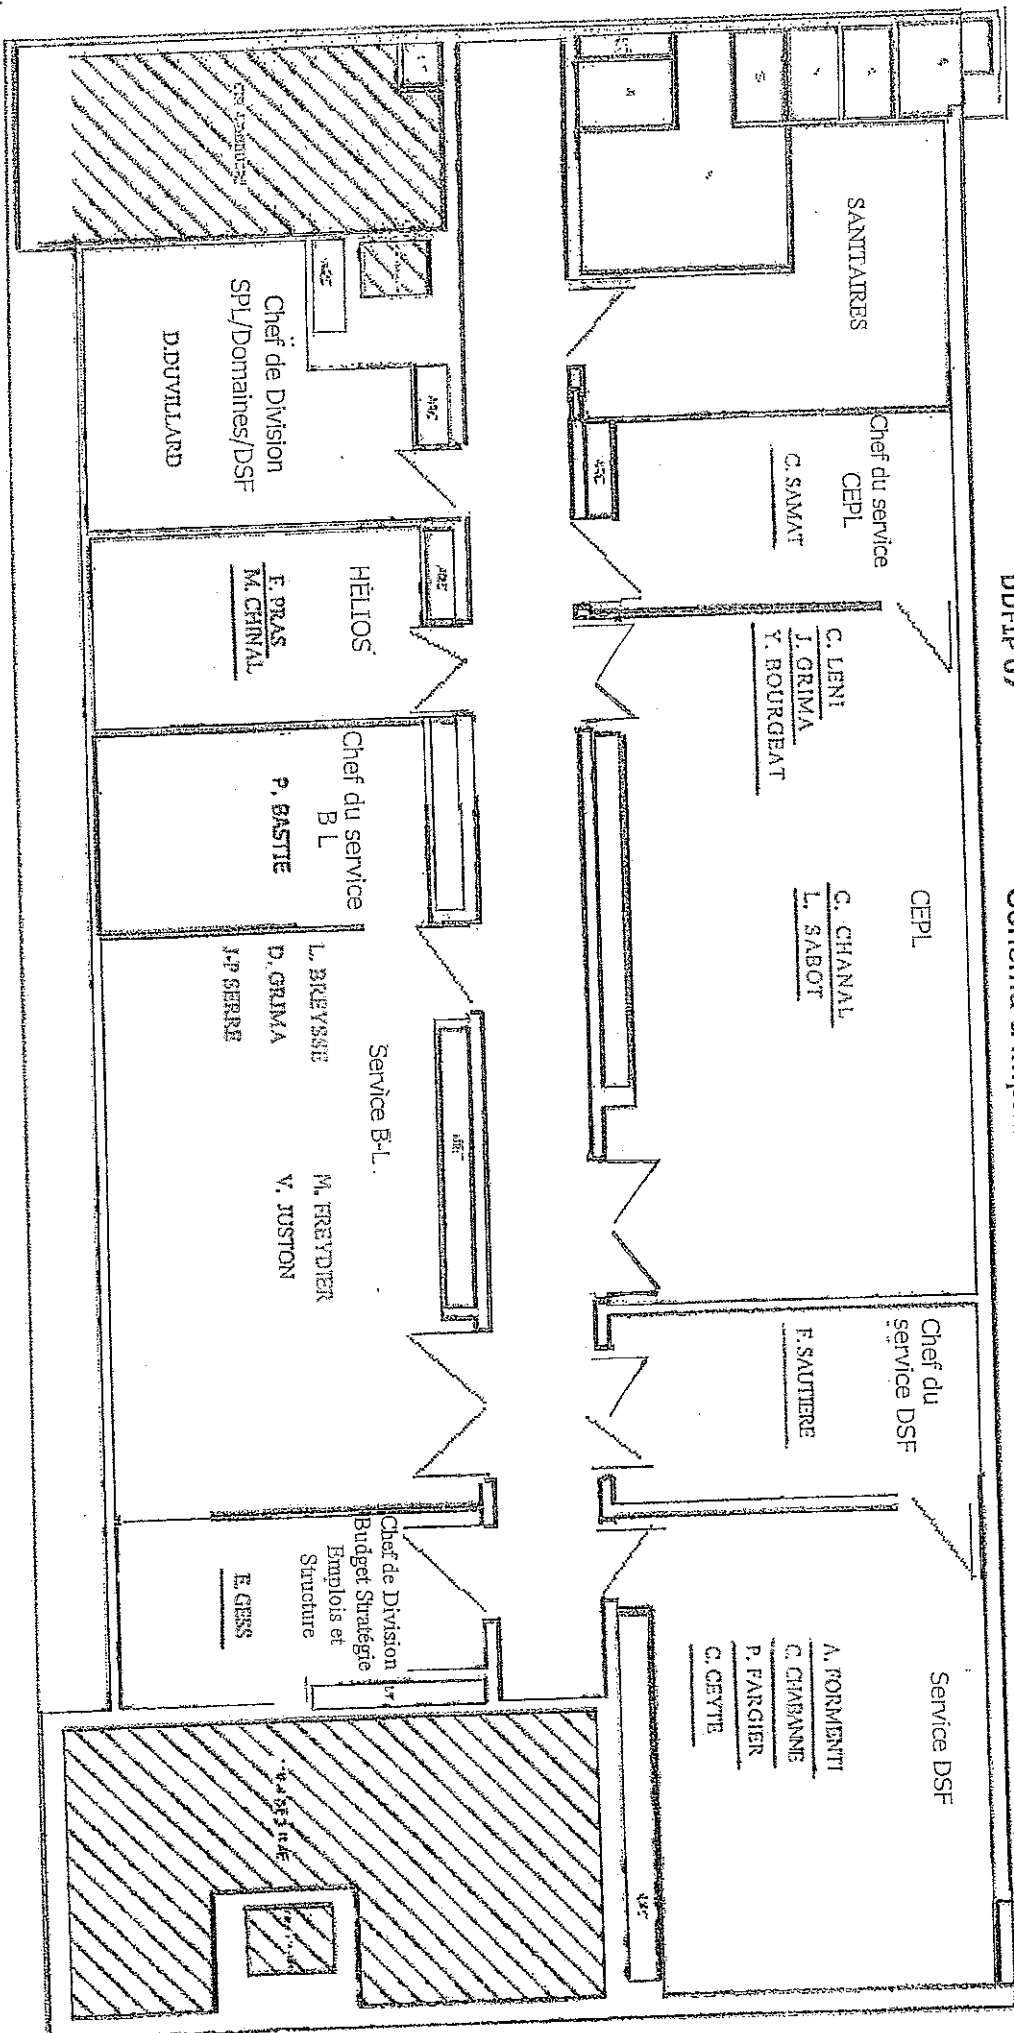 DDFIP 07
SANITAIRES
Chef du service
CEPL
C. SAMAT
C. LENI
J. GRIMA
Y. BOURGEAT
CEPL
C. CHANAL
L. SABOT
Chef du
service DSF
F. SAUTIERE
Service DSF
A. FORMENTI
C. CHABANNE
P. FARGIER
C. CEYTE
Chef de Division
SPL/Domaines/DSF
D.DUVILLARD
HELIOS
F. PRAS
M. CHINAL
Chef du service
B L
P. BASTIE
Service B-L.
L. BREYSSE
D. GRIMA
J-P SERRE
M. FREYDIER
V. JUSTON
Chef de Division
Budget Stratégie
Emplois et
Structure
E. GESS